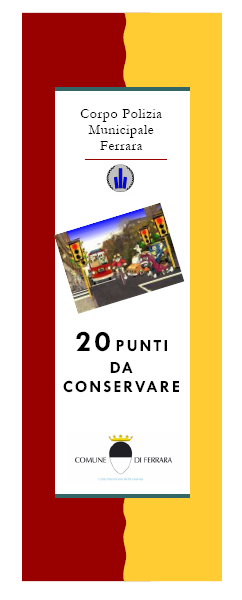 Corpo Polizia
Municipale
Ferrara
20 PUNTI
DA
CONSERVARE
COMUNE DI FERRARA